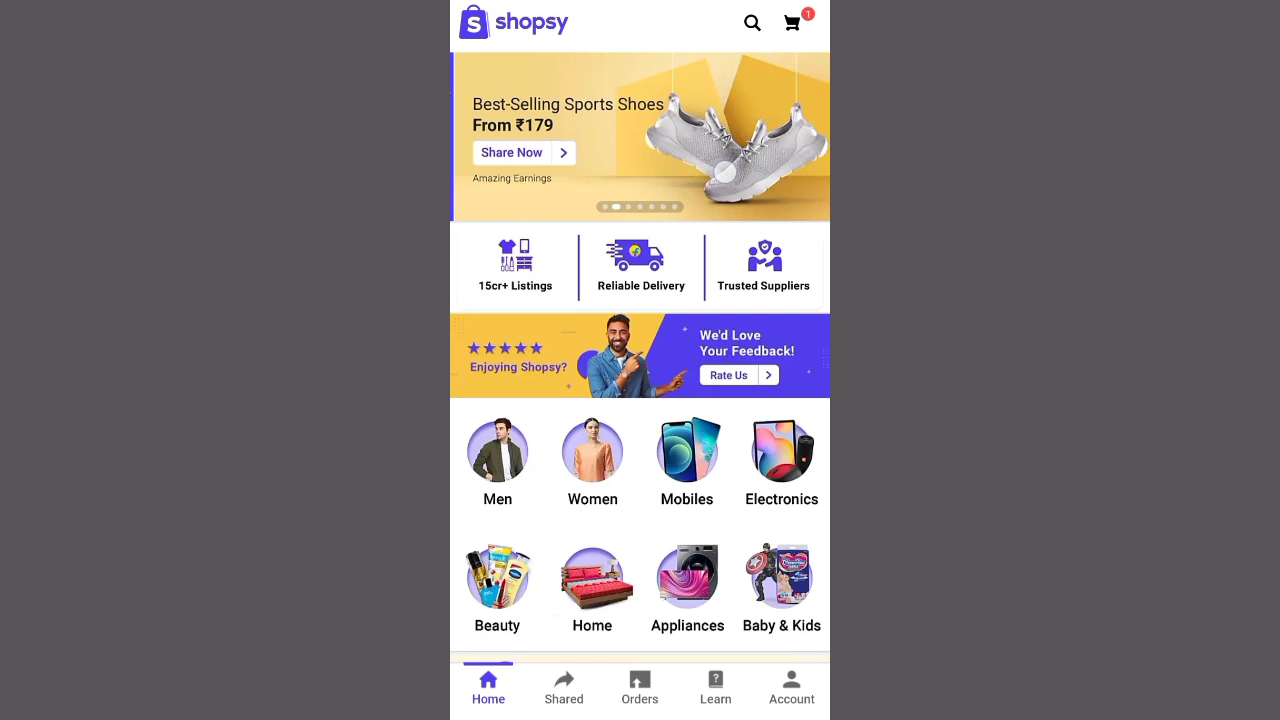 shopsy
1
Best-Selling Sports Shoes
From ₹179
Share Now
Amazing Earnings
15cr+ Listings
Reliable Delivery
Trusted Suppliers
Enjoying Shopsy?
We'd Love
Your Feedback!
Rate Us
Men
Women
Mobiles
Electronics
Beauty
Home
Appliances
Baby & Kids
Home
Shared
Orders
Learn
Account